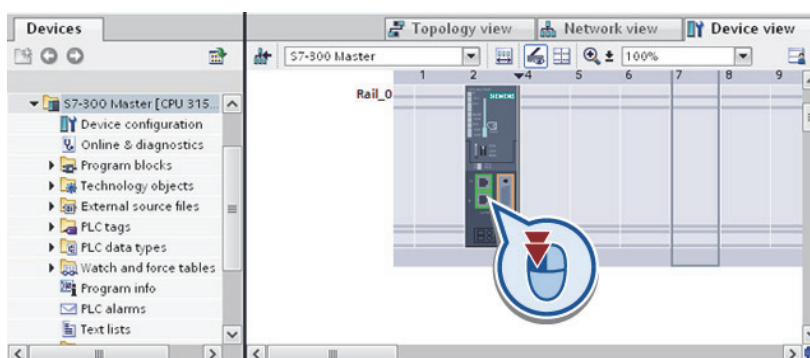 Devices
Topology view
Network view
Device view
S7-300 Master
100%
1 2 4 5 6 7 8 9
Rail_0
SIEMENS
S7-300 Master [CPU 315...
Device configuration
Online & diagnostics
Program blocks
Technology objects
External source files
PLC tags
PLC data types
Watch and force tables
Program info
PLC alarms
Text lists